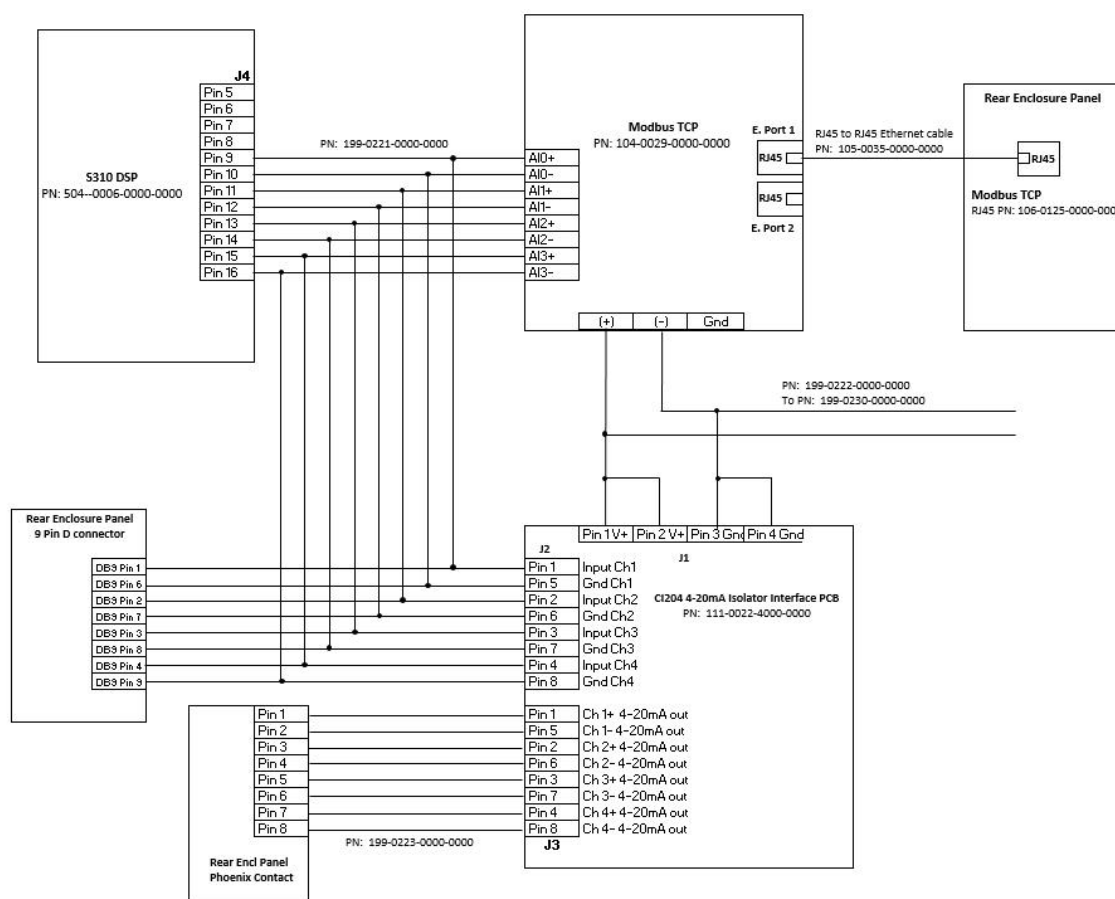 J4
Pin 5
Pin 6
Pin 7
Pin 8
Pin 9
Pin 10
Pin 11
Pin 12
Pin 13
Pin 14
Pin 15
Pin 16
S310 DSP
PN: 504--0006-0000-0000
PN: 199-0221-0000-0000
Modbus TCP
PN: 104-0029-0000-0000
AI0+
AI0-
AI1+
AI1-
AI2+
AI2-
AI3+
AI3-
E. Port 1
RJ45
RJ45
E. Port 2
(+) (-) Gnd
RJ45 to RJ45 Ethernet cable
PN: 105-0035-0000-0000
Rear Enclosure Panel
RJ45
Modbus TCP
RJ45 PN: 106-0125-0000-000
PN: 199-0222-0000-0000
To PN: 199-0230-0000-0000
Rear Enclosure Panel
9 Pin D connector
DB9 Pin 1
DB9 Pin 6
DB9 Pin 2
DB9 Pin 7
DB9 Pin 3
DB9 Pin 8
DB9 Pin 4
DB9 Pin 9
Pin 1 V+ Pin 2 V+ Pin 3 Gnd Pin 4 Gnd
J2
J1
Pin 1 Input Ch1
Pin 5 Gnd Ch1
Pin 2 Input Ch2
Pin 6 Gnd Ch2
Pin 3 Input Ch3
Pin 7 Gnd Ch3
Pin 4 Input Ch4
Pin 8 Gnd Ch4
CI204 4-20mA Isolator Interface PCB
PN: 111-0022-4000-0000
Pin 1
Pin 2
Pin 3
Pin 4
Pin 5
Pin 6
Pin 7
Pin 8
Pin 1 Ch 1+ 4-20mA out
Pin 5 Ch 1- 4-20mA out
Pin 2 Ch 2+ 4-20mA out
Pin 6 Ch 2- 4-20mA out
Pin 3 Ch 3+ 4-20mA out
Pin 7 Ch 3- 4-20mA out
Pin 4 Ch 4+ 4-20mA out
Pin 8 Ch 4- 4-20mA out
J3
PN: 199-0223-0000-0000
Rear Encl Panel
Phoenix Contact